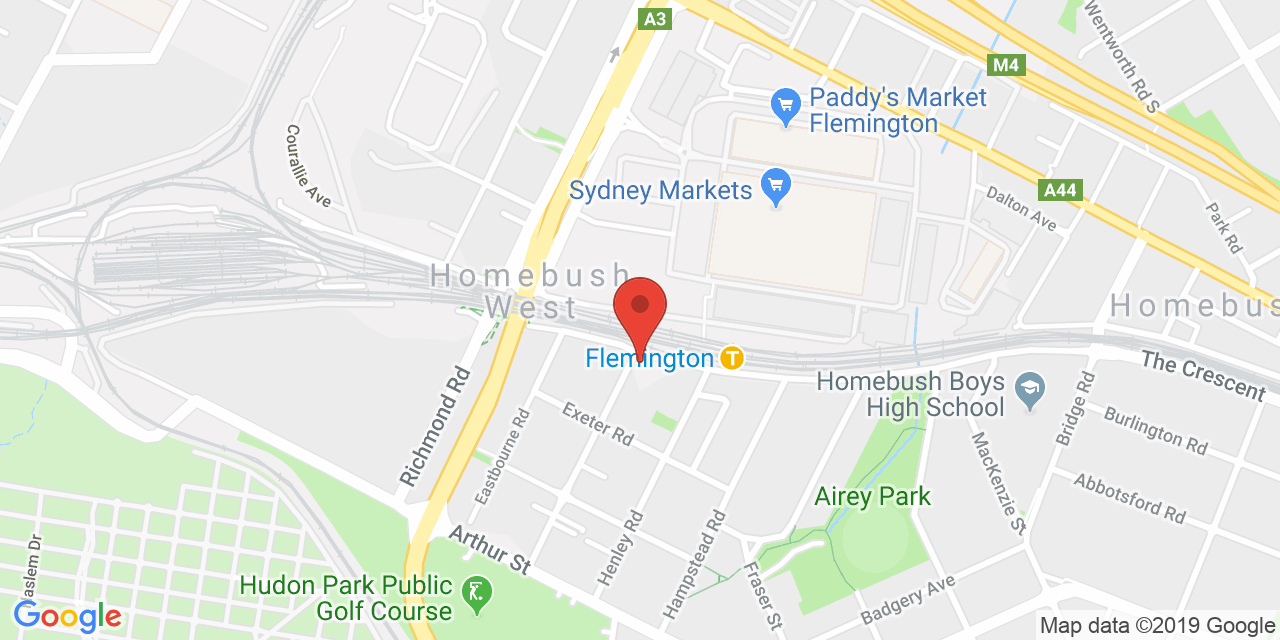 A3
M4
Wentworth Rd S
Paddy's Market
Flemington
Courallie Ave
Sydney Markets
A44
Dalton Ave
Park Rd
Homebush
West
Homebus
Flemington
T
The Crescent
Richmond Rd
Homebush Boys
High School
Bridge Rd
Exeter Rd
Eastbourne Rd
Burlington Rd
MacKenzie St
Abbotsford Rd
Airey Park
Arthur St
Henley Rd
Hampstead Rd
Fraser St
aslem Dr
Hudon Park Public
Golf Course
Badgery Ave
Google
Map data ©2019 Google